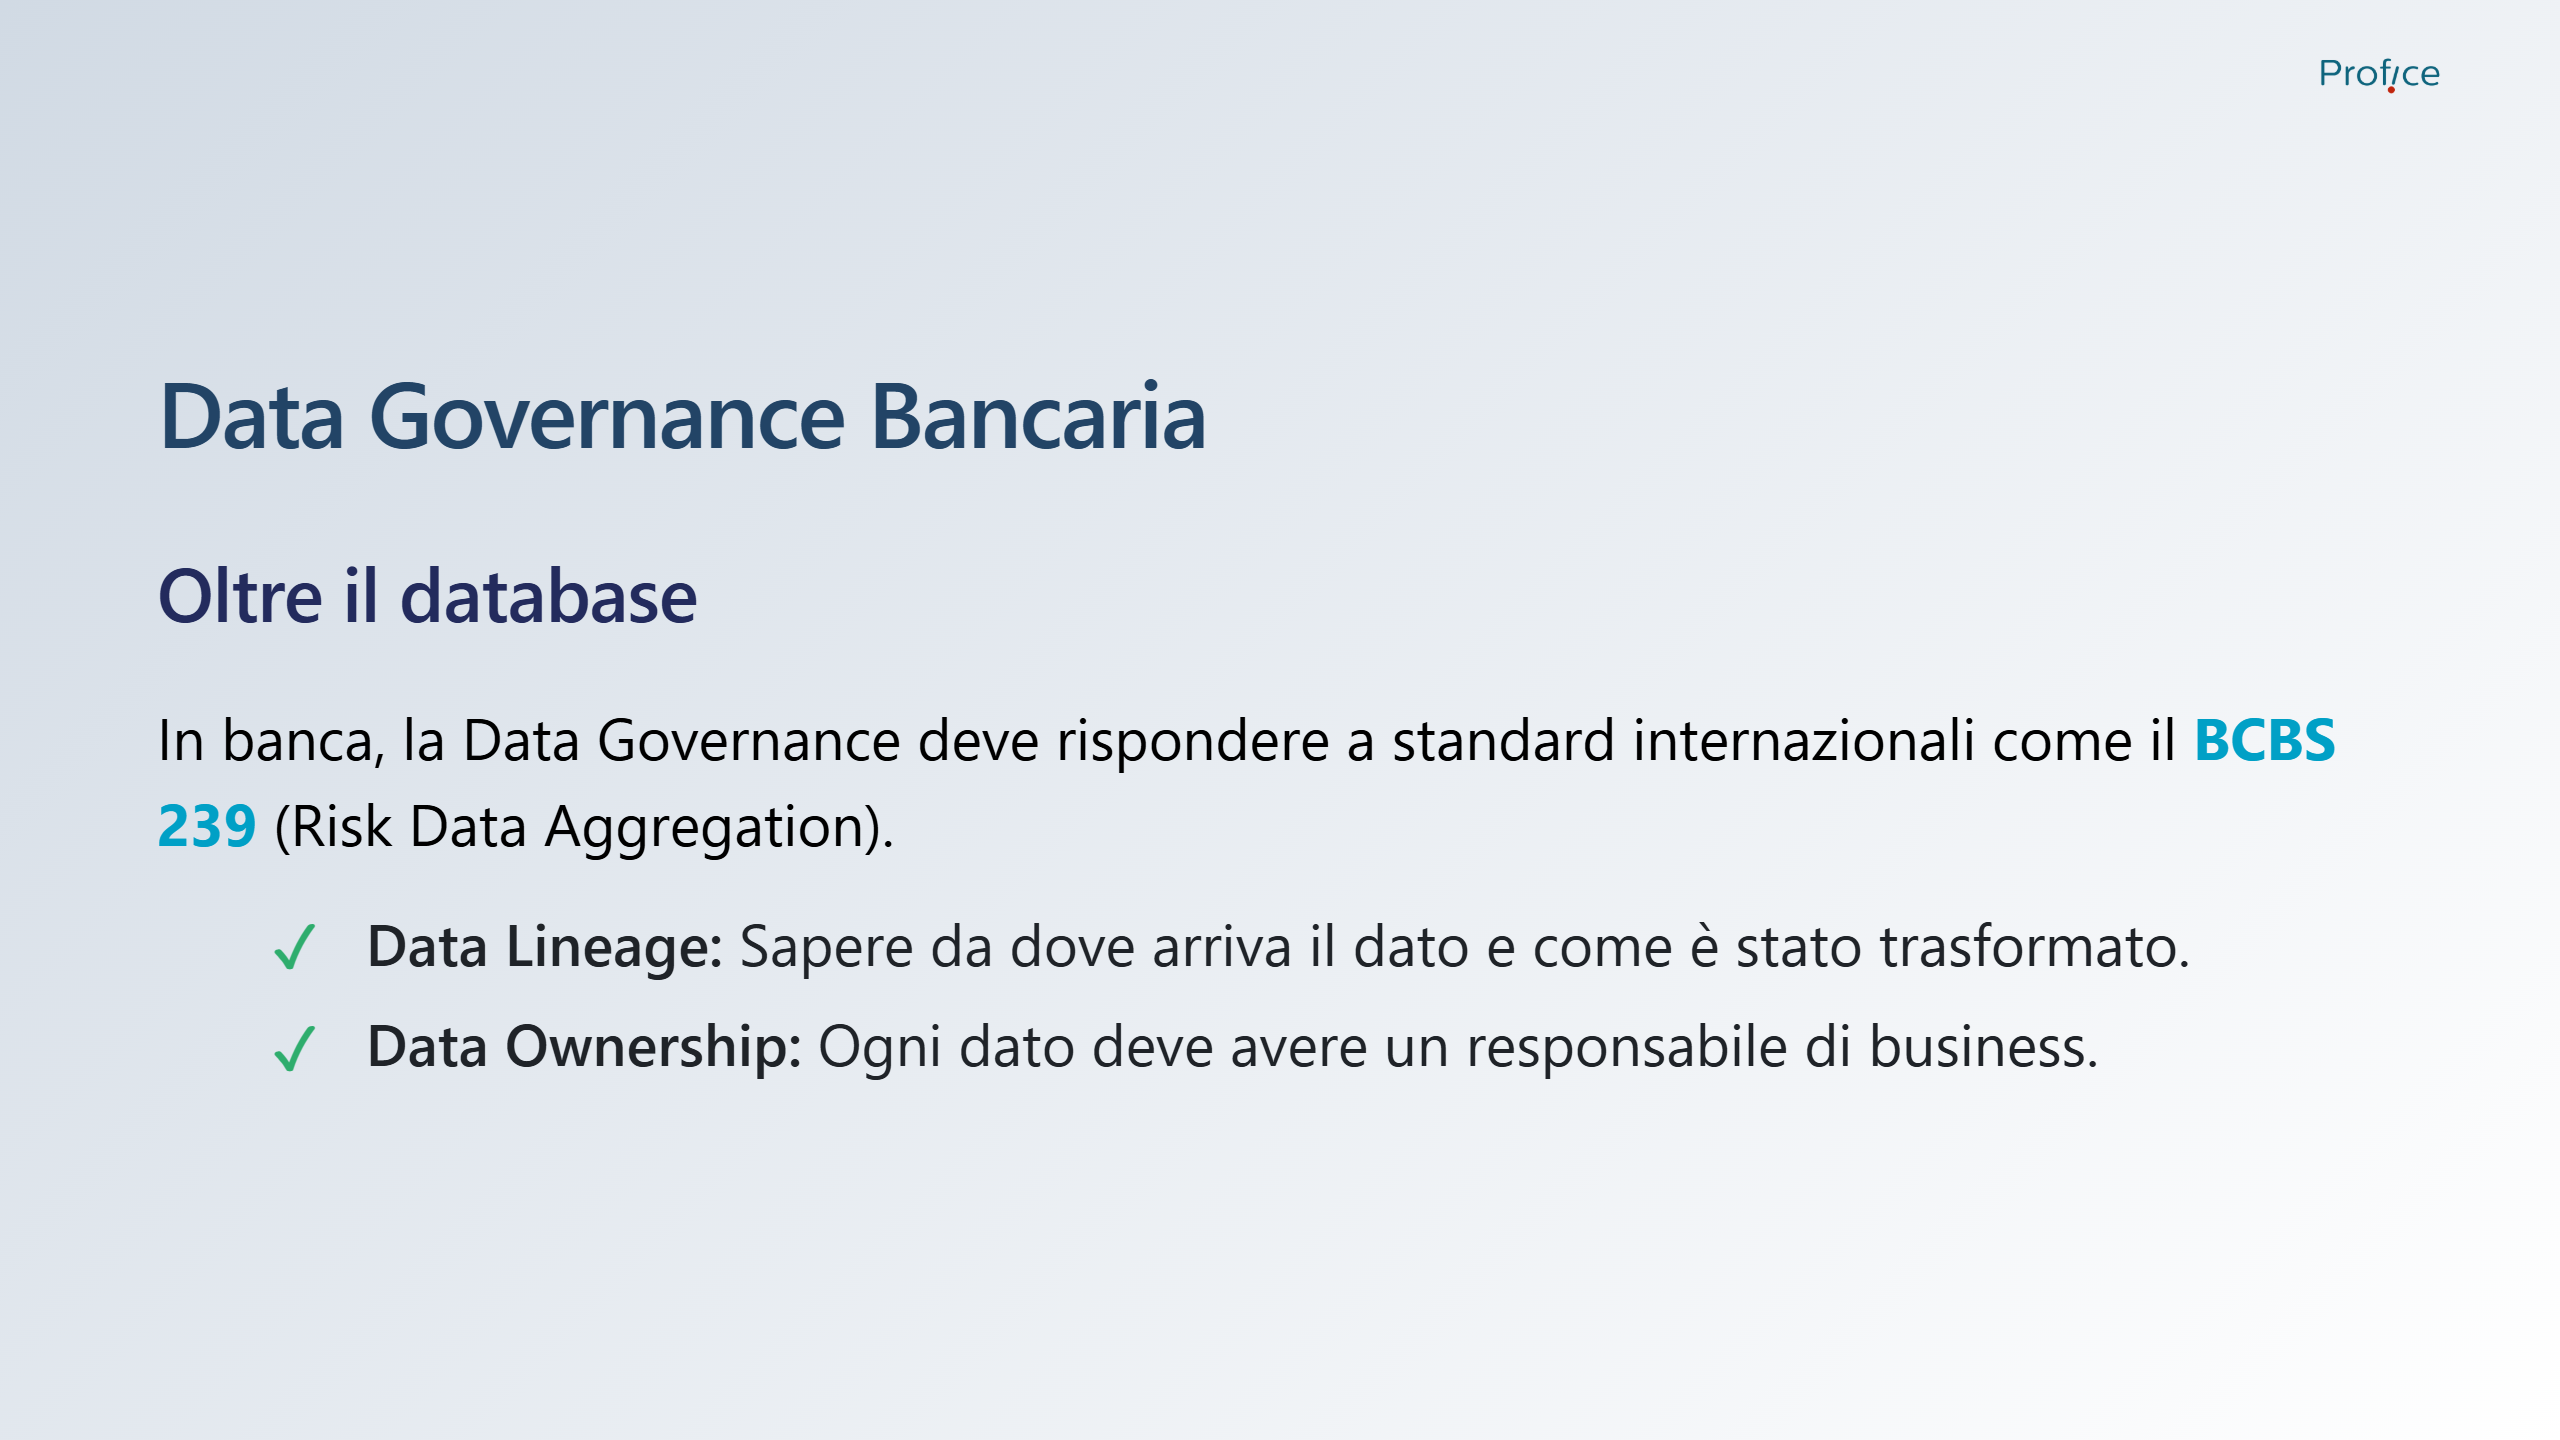 Profice
Data Governance Bancaria
Oltre il database
In banca, la Data Governance deve rispondere a standard internazionali come il BCBS
239 (Risk Data Aggregation).
✓ Data Lineage: Sapere da dove arriva il dato e come è stato trasformato.
✓ Data Ownership: Ogni dato deve avere un responsabile di business.